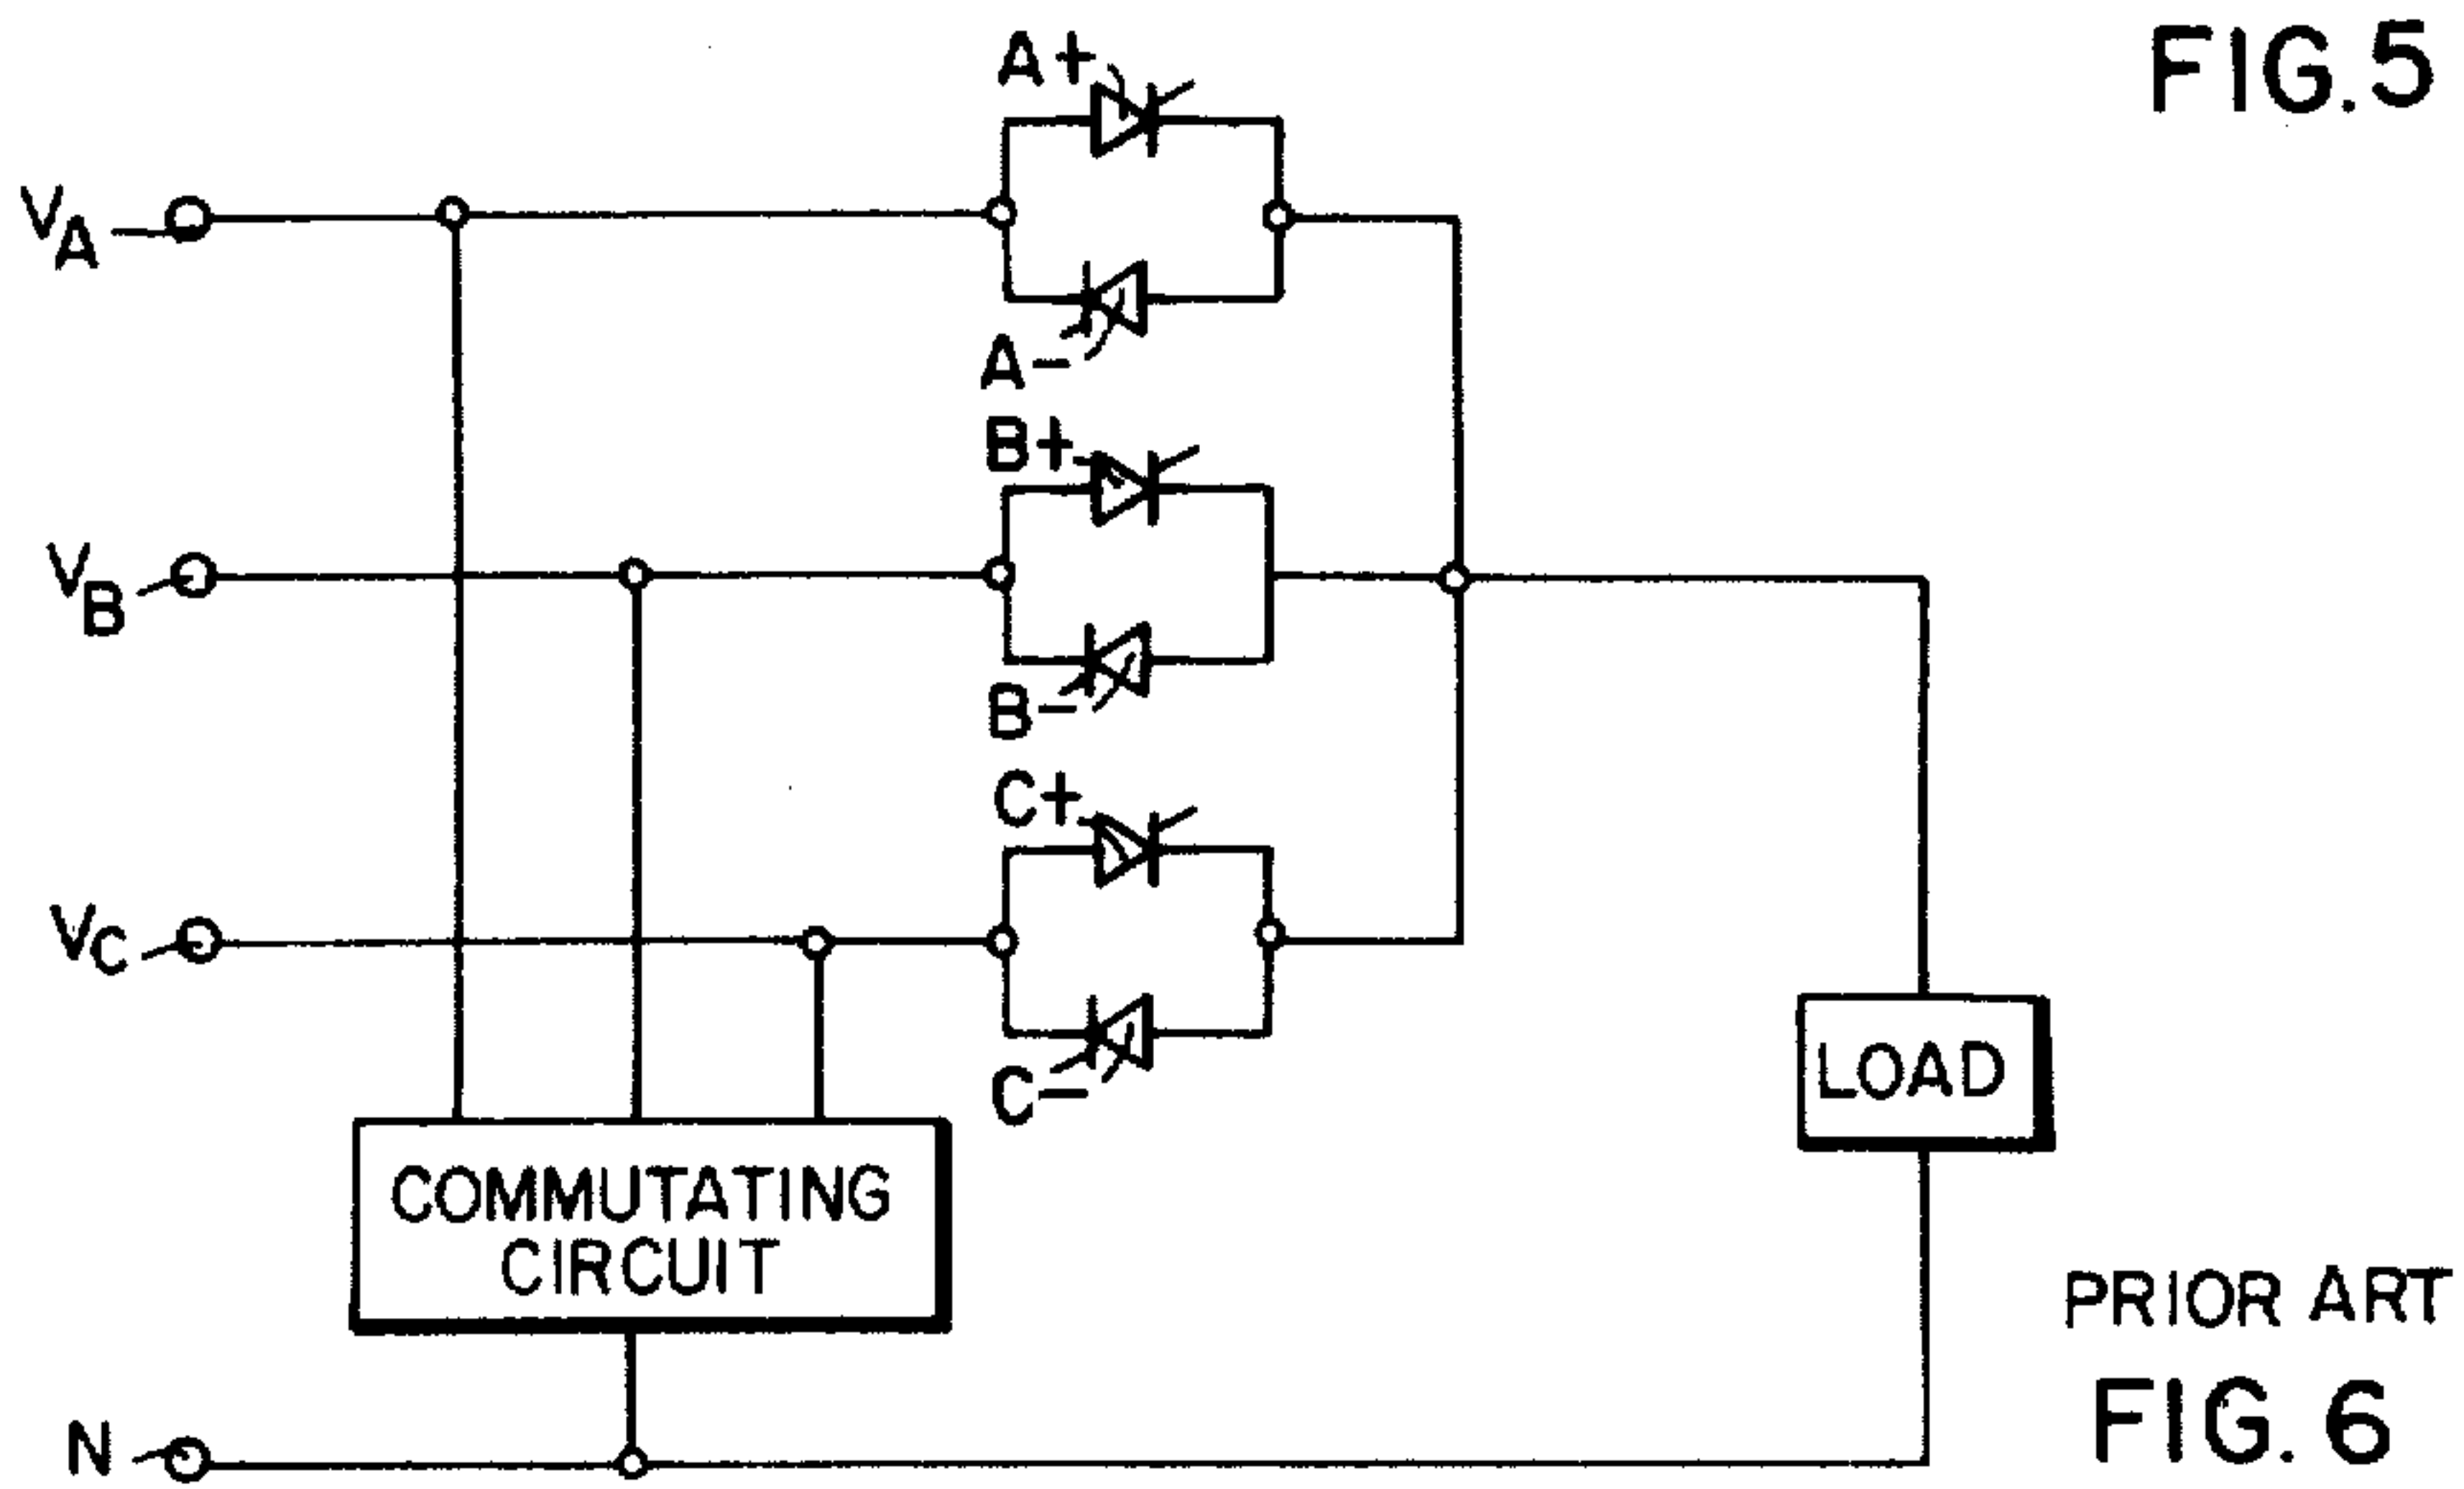 FIG. 5
A+
VA
A-
B+
VB
B-
C+
VC
C-
LOAD
COMMUTATING
CIRCUIT
PRIOR ART
FIG. 6
N